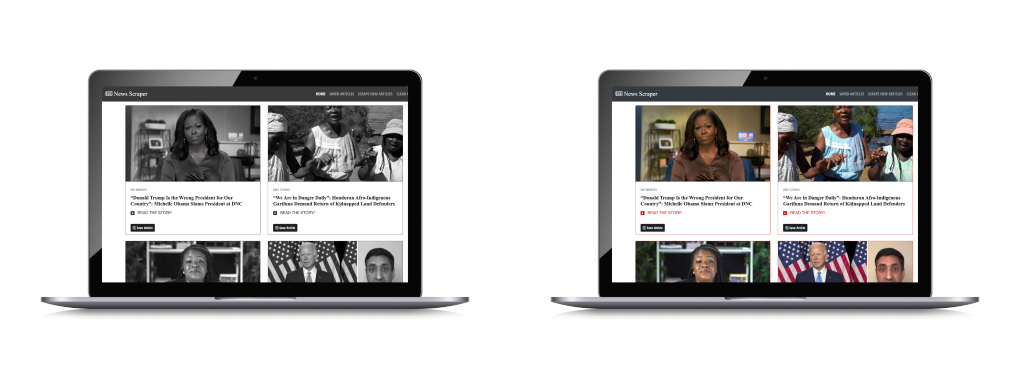 News Scraper
HOME SAVED ARTICLES SCRAPE NEW ARTICLES CLEAR
"Donald Trump Is the Wrong President for Our
Country": Michelle Obama Slams President at DNC
READ THE STORY!
Save Article
"We Are in Danger Daily": Honduran Afro-Indigenous
Garifuna Demand Return of Kidnapped Land Defenders
READ THE STORY!
Save Article
News Scraper
HOME SAVED ARTICLES SCRAPE NEW ARTICLES CLEAR
"Donald Trump Is the Wrong President for Our
Country": Michelle Obama Slams President at DNC
READ THE STORY!
Save Article
"We Are in Danger Daily": Honduran Afro-Indigenous
Garifuna Demand Return of Kidnapped Land Defenders
READ THE STORY!
Save Article